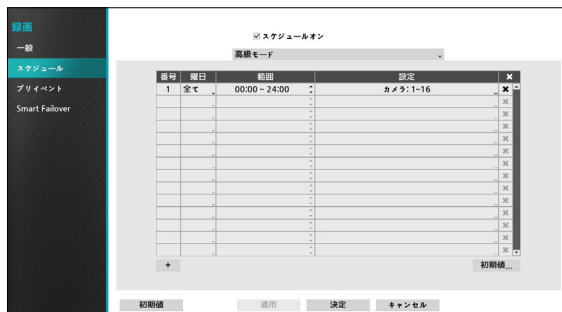 録画
一般
スケジュール
プリイベント
Smart Failover
スケジュールオン
高級モード
番号 曜日 範囲 設定
1 全て 00:00 ~ 24:00 カメラ: 1~16
+ 初期値...
初期値 適用 決定 キャンセル